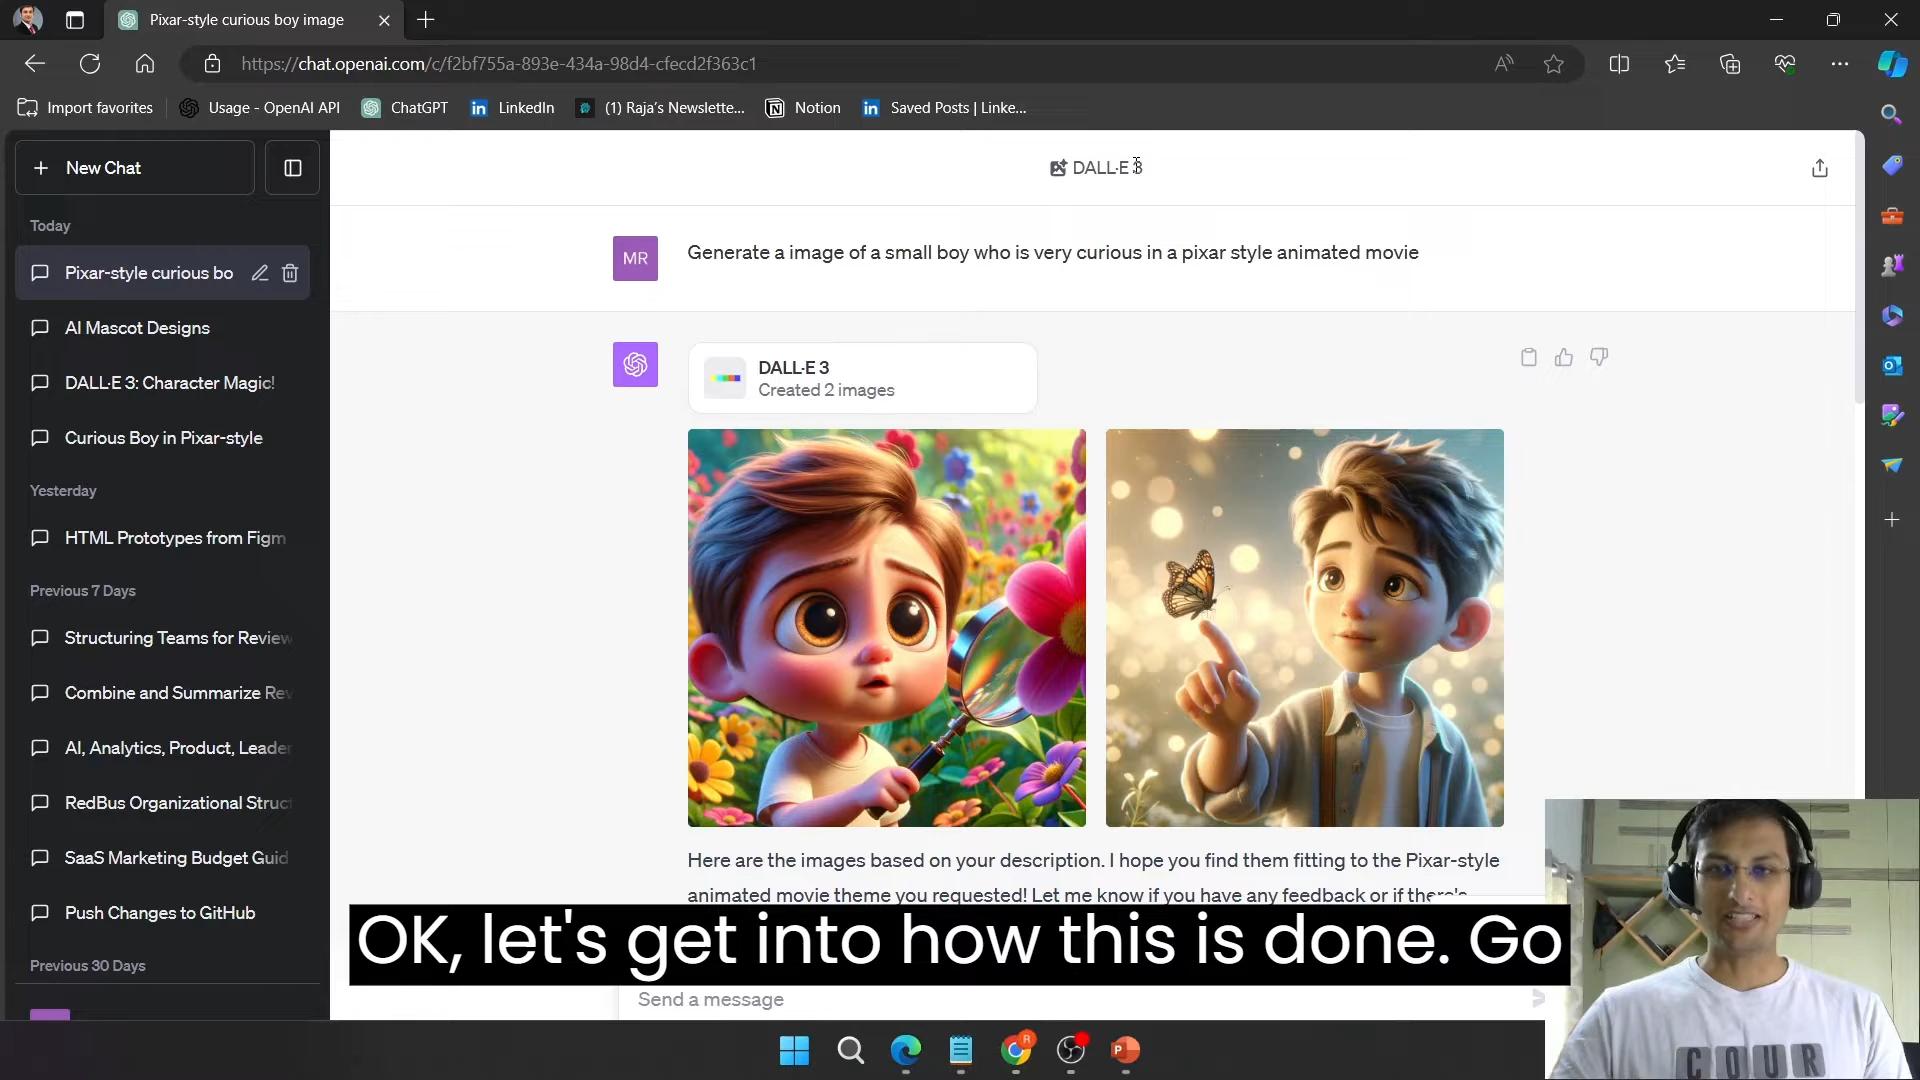 Pixar-style curious boy image
https://chat.openai.com/c/f2bf755a-893e-434a-98d4-cfecd2f363c1
Import favorites
Usage - OpenAI API
ChatGPT
LinkedIn
(1) Raja's Newslette...
Notion
Saved Posts | Linke...
New Chat
DALL·E 3
Today
Pixar-style curious bo
AI Mascot Designs
DALL·E 3: Character Magic!
Curious Boy in Pixar-style
Yesterday
HTML Prototypes from Figm
Previous 7 Days
Structuring Teams for Review
Combine and Summarize Rev
AI, Analytics, Product, Leader
RedBus Organizational Struct
SaaS Marketing Budget Guid
Push Changes to GitHub
Previous 30 Days
MR
Generate a image of a small boy who is very curious in a pixar style animated movie
DALL·E 3
Created 2 images
Here are the images based on your description. I hope you find them fitting to the Pixar-style
animated movie theme you requested! Let me know if you have any feedback or if there's
OK, let's get into how this is done. Go
Send a message
COUR